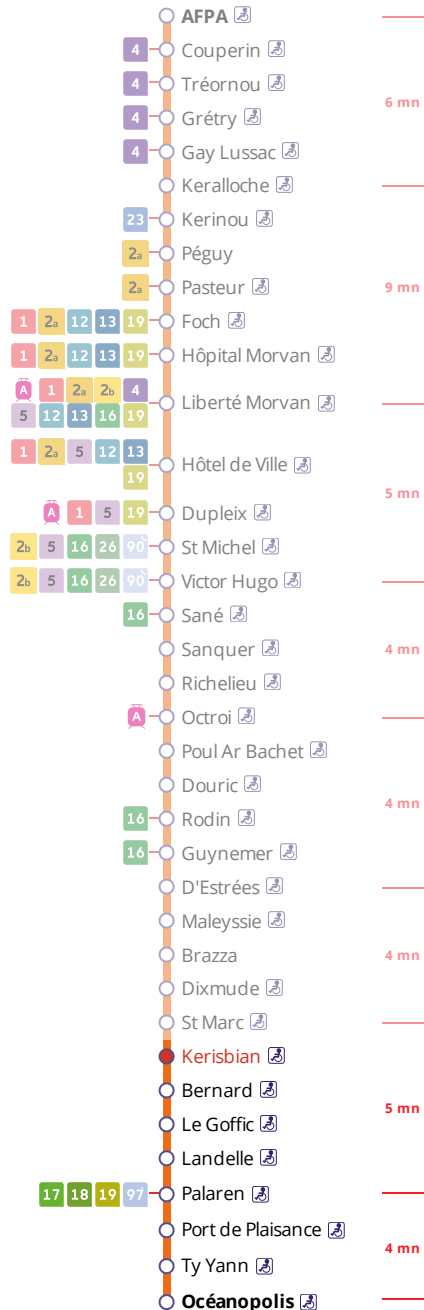 AFPA
4 Couperin
4 Tréornou
6 mn
4 Grétry
4 Gay Lussac
Keralloche
23 Kerinou
2a Péguy
2a Pasteur
9 mn
1 2a 12 13 19 Foch
1 2a 12 13 19 Hôpital Morvan
A 1 2a 2b 4
5 12 13 16 19
Liberté Morvan
1 2a 5 12 13
19
Hôtel de Ville
5 mn
A 1 5 19 Dupleix
2b 5 16 26 90 St Michel
2b 5 16 26 90 Victor Hugo
16 Sané
Sanquer
4 mn
Richelieu
A Octroi
Poul Ar Bachet
Douric
4 mn
16 Rodin
16 Guynemer
D'Estrées
Maleyssie
Brazza
4 mn
Dixmude
St Marc
Kerisbian
Bernard
5 mn
Le Goffic
Landelle
17 18 19 97 Palaren
Port de Plaisance
4 mn
Ty Yann
Océanopolis